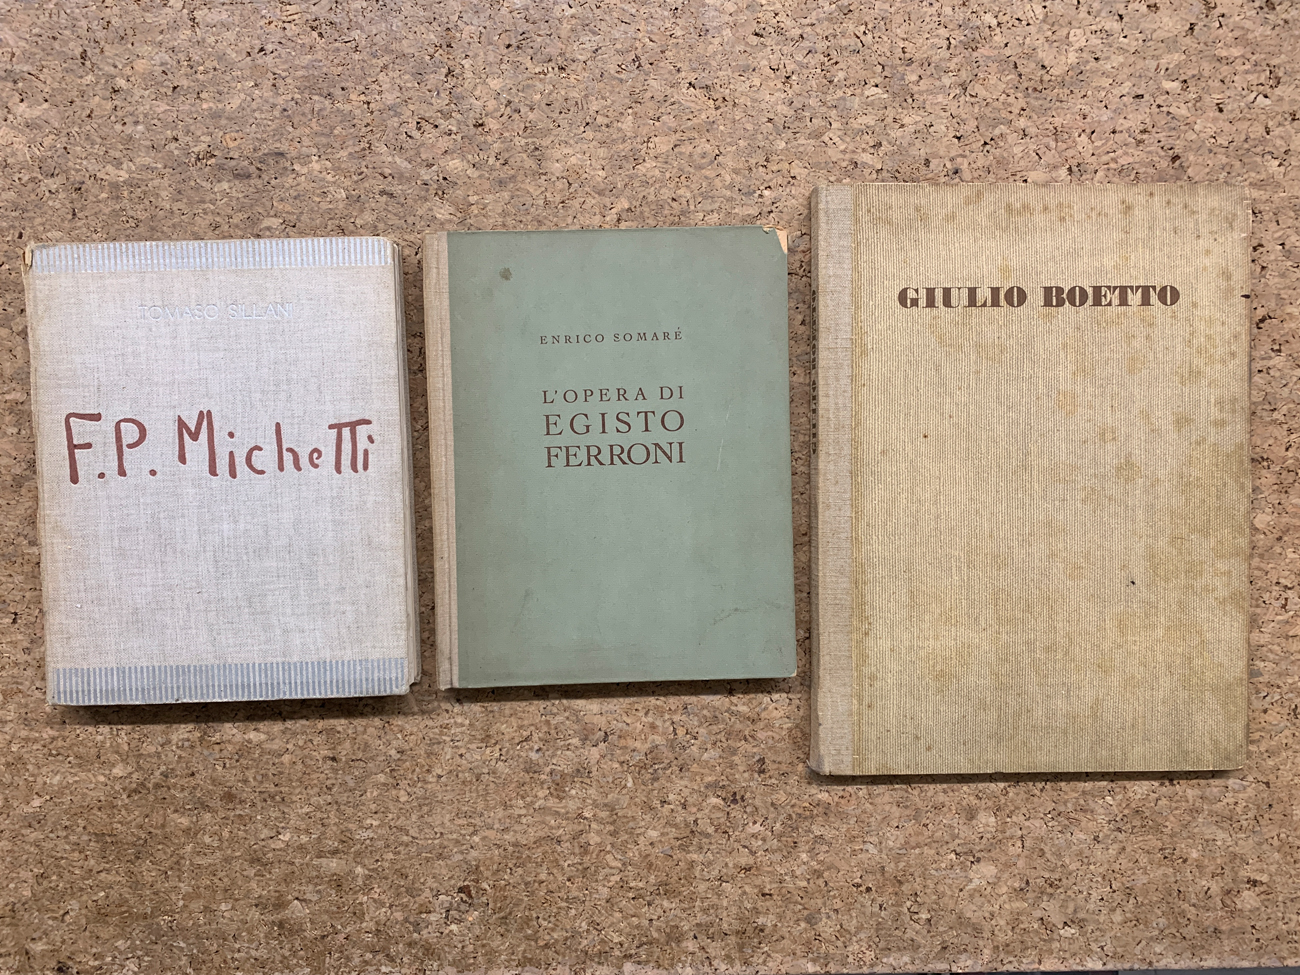 TOMASO SILLANI
F.P. Michetti
ENRICO SOMARÉ
L'OPERA DI
EGISTO
FERRONI
GIULIO BOETTO